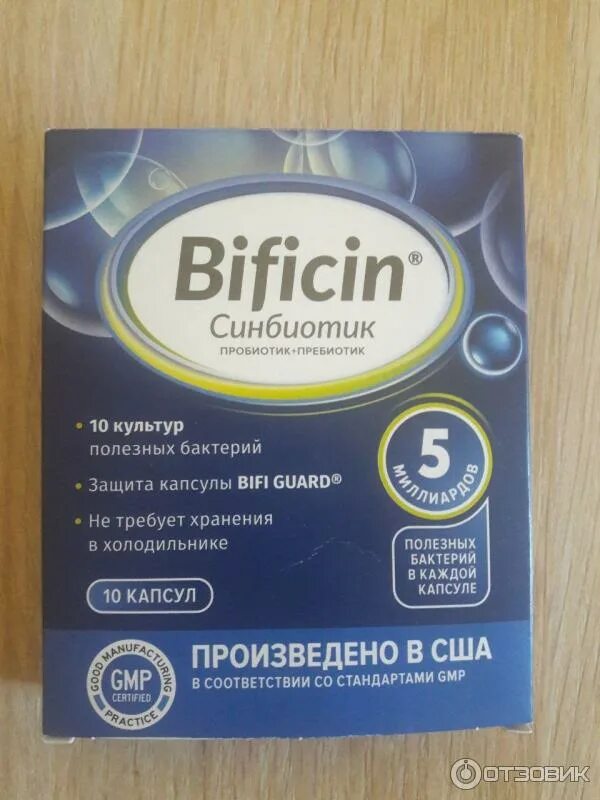 Bificin®
Синбиотик
ПРОБИОТИК+ПРЕБИОТИК
• 10 культур
полезных бактерий
• Защита капсулы BIFI GUARD®
• Не требует хранения
в холодильнике
10 КАПСУЛ
5
МИЛЛИАРДОВ
ПОЛЕЗНЫХ
БАКТЕРИЙ
В КАЖДОЙ
КАПСУЛЕ
GOOD MANUFACTURING
GMP
CERTIFIED
PRACTICE
ПРОИЗВЕДЕНО В США
В СООТВЕТСТВИИ СО СТАНДАРТАМИ GMP
ОТЗОВИК